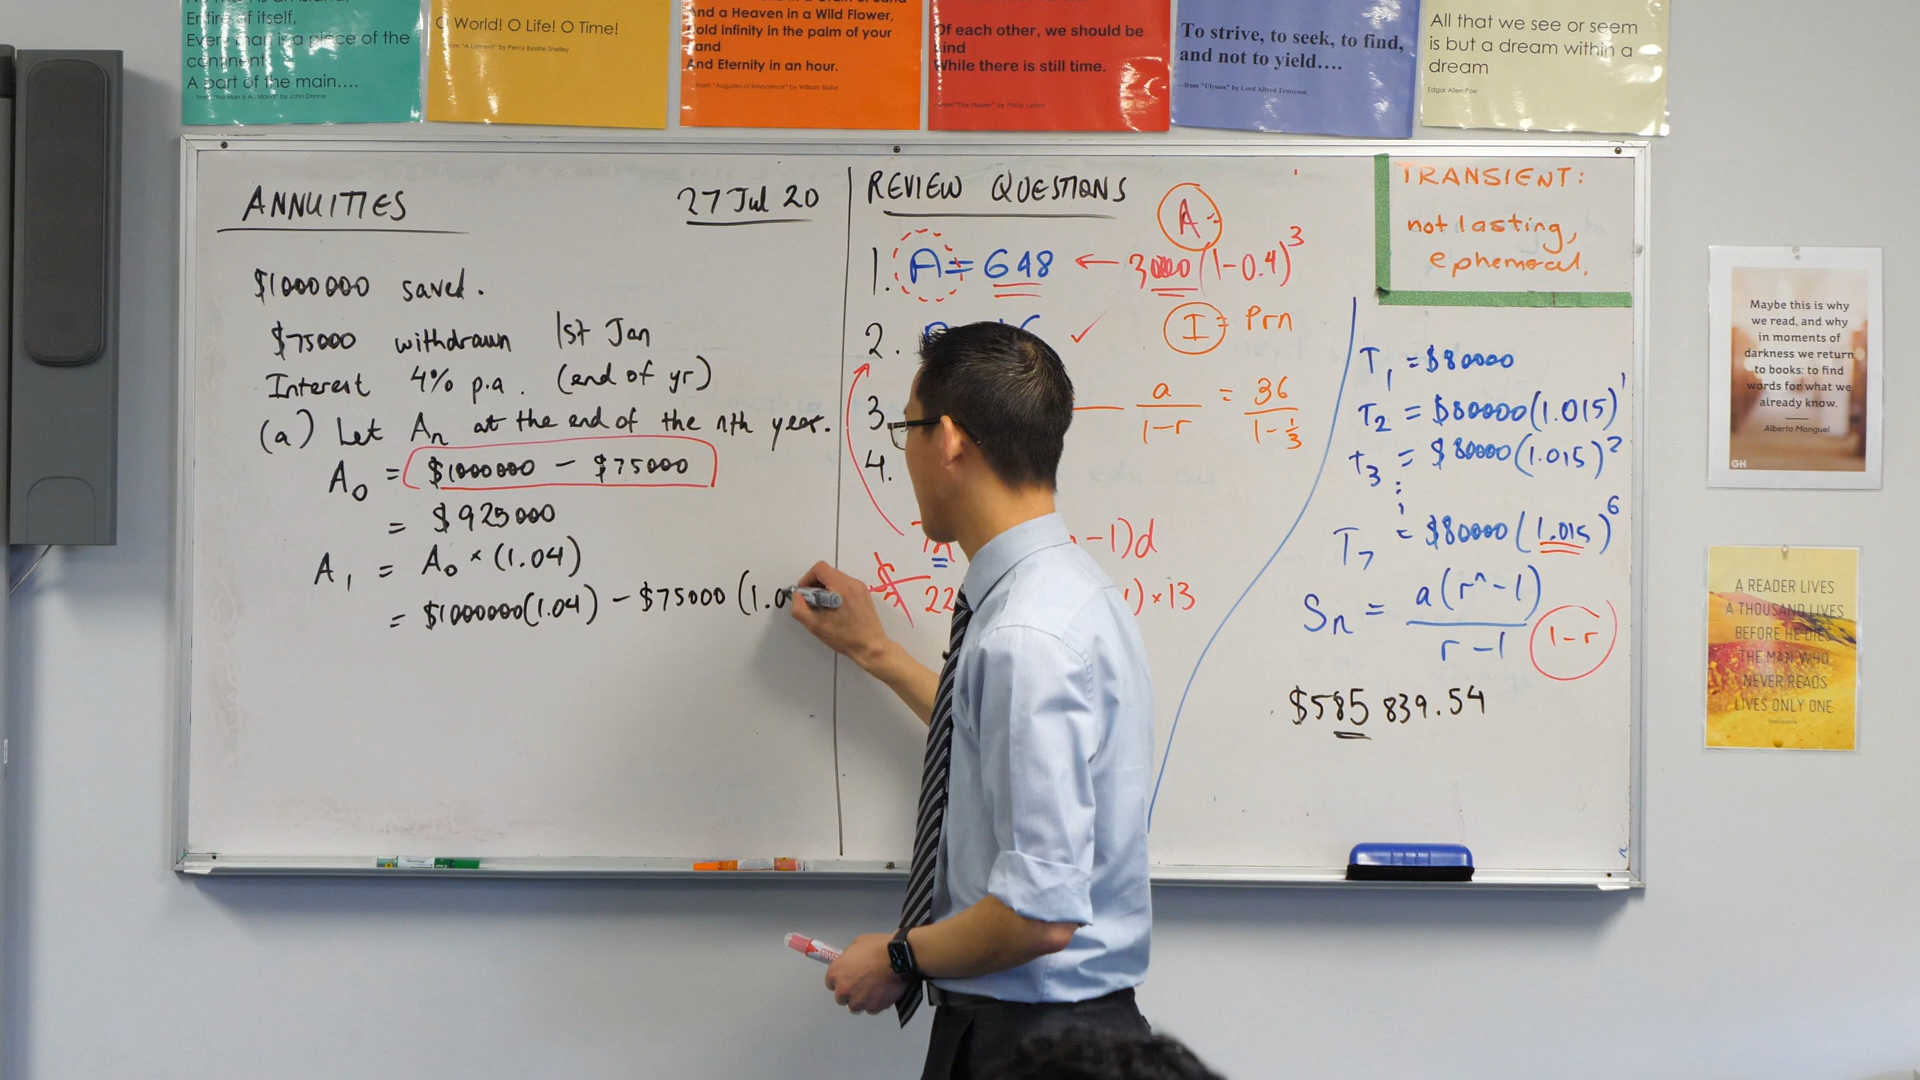 Entire of itself,
Every man is a piece of the
continent,
A part of the main....
- From "No Man Is An Island" by John Donne
O World! O Life! O Time!
From "A Lament" by Percy Bysshe Shelley
And a Heaven in a Wild Flower,
Hold infinity in the palm of your
hand
And Eternity in an hour.
- From "Auguries of Innocence" by William Blake
Of each other, we should be
kind
While there is still time.
- From "The Mower" by Philip Larkin
To strive, to seek, to find,
and not to yield....
--from "Ulysses" by Lord Alfred Tennyson
All that we see or seem
is but a dream within a
dream
Edgar Allen Poe
ANNUITIES 27 Jul 20
$1000000 saved.
$75000 withdrawn 1st Jan
Interest 4% p.a. (end of yr)
(a) Let An at the end of the nth year.
A0 = $1000000 - $75000
= $925000
A1 = A0 × (1.04)
= $1000000(1.04) - $75000 (1.0
REVIEW QUESTIONS
A =
1. A = 648 ← 3000(1-0.4)^3
2. ✓
I = Prn
3. a/(1-r) = 36/(1-1/3)
4.
-1)d
22 ) × 13
TRANSIENT:
not lasting,
ephemeral.
T1 = $80000
T2 = $80000(1.015)^1
T3 = $80000(1.015)^2
⋮
T7 = $80000(1.015)^6
Sn = a(r^n - 1)/(r - 1)
1-r
$585 839.54
Maybe this is why
we read, and why
in moments of
darkness we return
to books: to find
words for what we
already know.
Alberto Manguel
GH
A READER LIVES
A THOUSAND LIVES
BEFORE HE DIES
THE MAN WHO
NEVER READS
LIVES ONLY ONE.